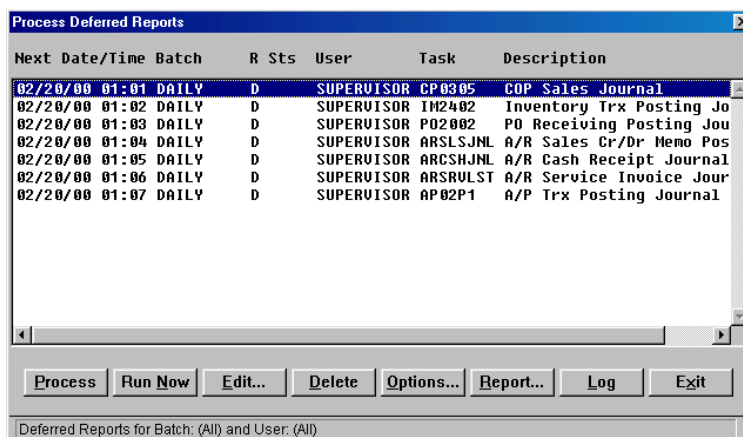 Process Deferred Reports
Next Date/Time Batch R Sts User Task Description
02/20/00 01:01 DAILY D SUPERVISOR CP0305 COP Sales Journal
02/20/00 01:02 DAILY D SUPERVISOR IM2402 Inventory Trx Posting Jo
02/20/00 01:03 DAILY D SUPERVISOR PO2002 PO Receiving Posting Jou
02/20/00 01:04 DAILY D SUPERVISOR ARSLSJNL A/R Sales Cr/Dr Memo Pos
02/20/00 01:05 DAILY D SUPERVISOR ARCSHJNL A/R Cash Receipt Journal
02/20/00 01:06 DAILY D SUPERVISOR ARSRVLST A/R Service Invoice Jour
02/20/00 01:07 DAILY D SUPERVISOR AP02P1 A/P Trx Posting Journal
Process Run Now Edit... Delete Options... Report... Log Exit
Deferred Reports for Batch: (All) and User: (All)